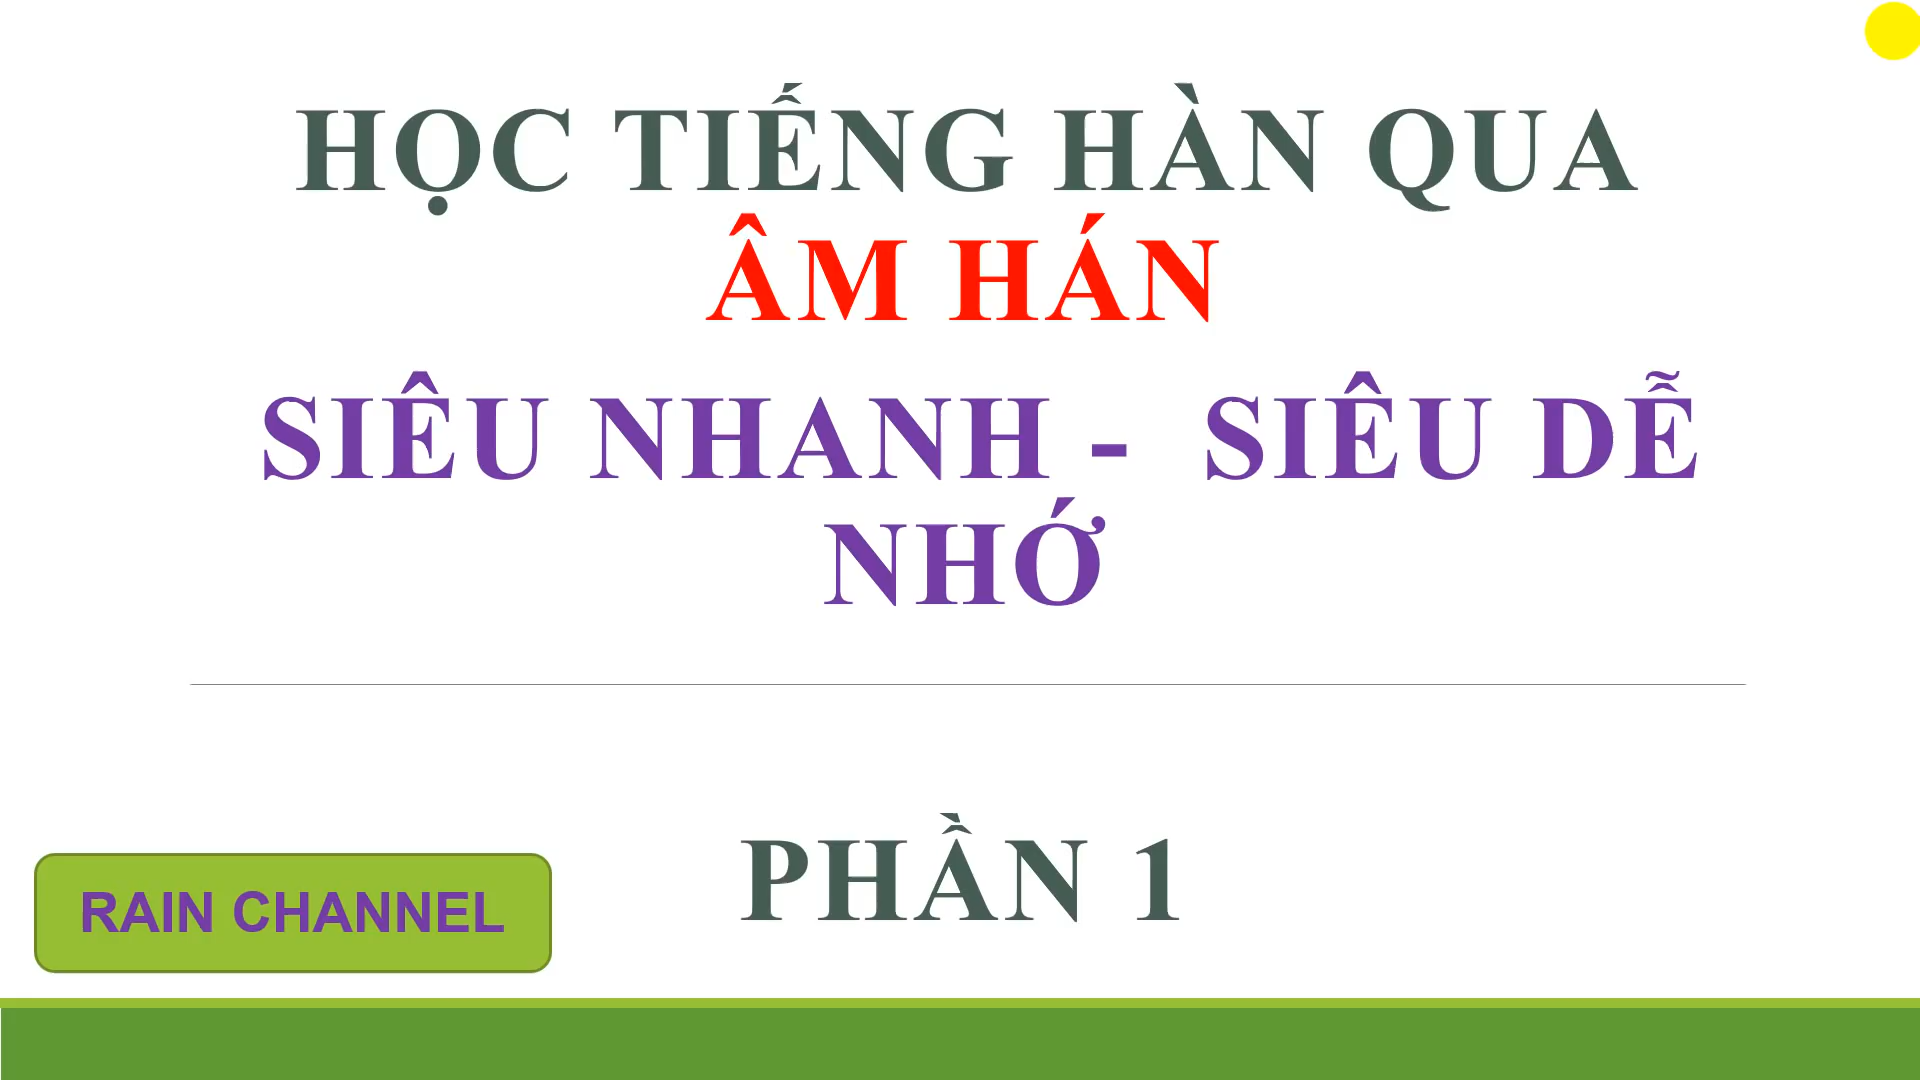 HỌC TIẾNG HÀN QUA
ÂM HÁN
SIÊU NHANH - SIÊU DỄ
NHỚ
PHẦN 1
RAIN CHANNEL